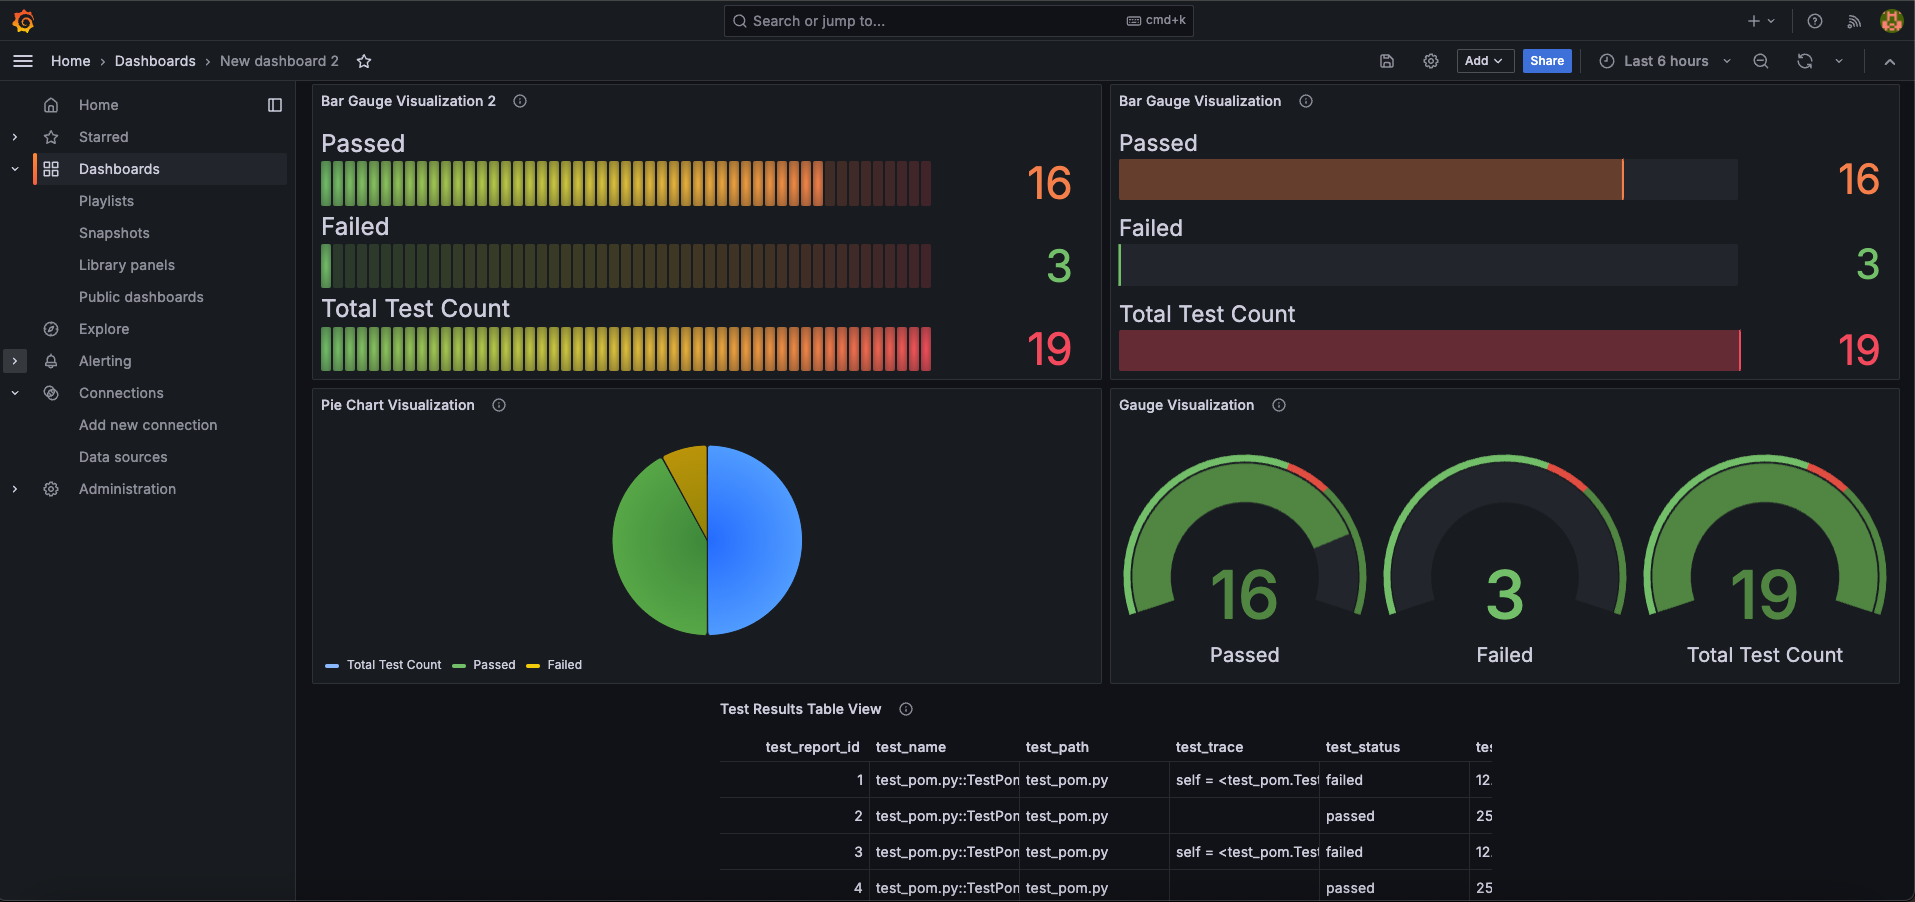 Search or jump to...
cmd+k
Home › Dashboards › New dashboard 2
Add
Share
Last 6 hours
Home
Starred
Dashboards
Playlists
Snapshots
Library panels
Public dashboards
Explore
Alerting
Connections
Add new connection
Data sources
Administration
Bar Gauge Visualization 2
Passed
16
Failed
3
Total Test Count
19
Bar Gauge Visualization
Passed
16
Failed
3
Total Test Count
19
Pie Chart Visualization
Total Test Count Passed Failed
Gauge Visualization
16
Passed
3
Failed
19
Total Test Count
Test Results Table View
test_report_id test_name test_path test_trace test_status tes
1 test_pom.py::TestPom test_pom.py self = <test_pom.Test failed 12.
2 test_pom.py::TestPom test_pom.py passed 25
3 test_pom.py::TestPom test_pom.py self = <test_pom.Test failed 12.
4 test_pom.py::TestPom test_pom.py passed 25